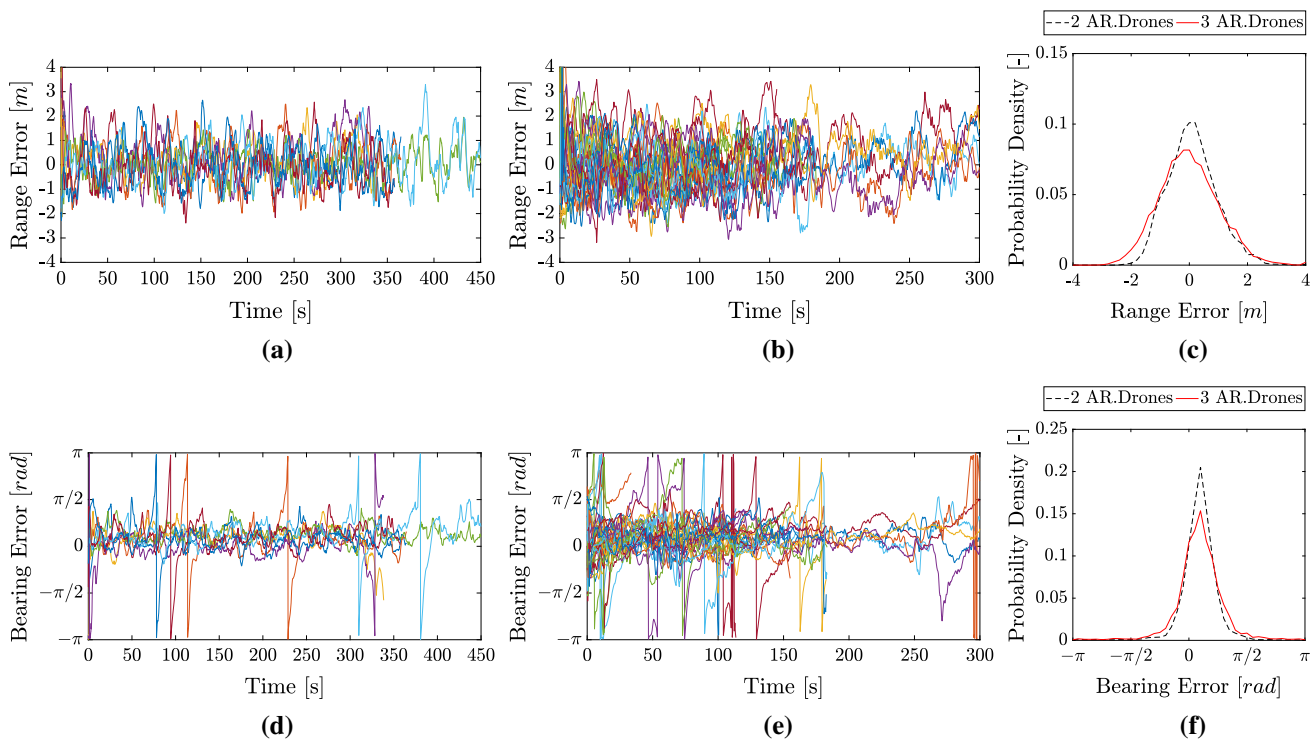 4
3
2
1
0
-1
-2
-3
-4
Range Error [m]
0 50 100 150 200 250 300 350 400 450
Time [s]
(a)
4
3
2
1
0
-1
-2
-3
-4
Range Error [m]
0 50 100 150 200 250 300
Time [s]
(b)
2 AR.Drones 3 AR.Drones
0.15
0.1
0.05
0
Probability Density [-]
-4 -2 0 2 4
Range Error [m]
(c)
π
π/2
0
−π/2
−π
Bearing Error [rad]
0 50 100 150 200 250 300 350 400 450
Time [s]
(d)
π
π/2
0
−π/2
−π
Bearing Error [rad]
0 50 100 150 200 250 300
Time [s]
(e)
2 AR.Drones 3 AR.Drones
0.25
0.2
0.15
0.1
0.05
0
Probability Density [-]
−π −π/2 0 π/2 π
Bearing Error [rad]
(f)